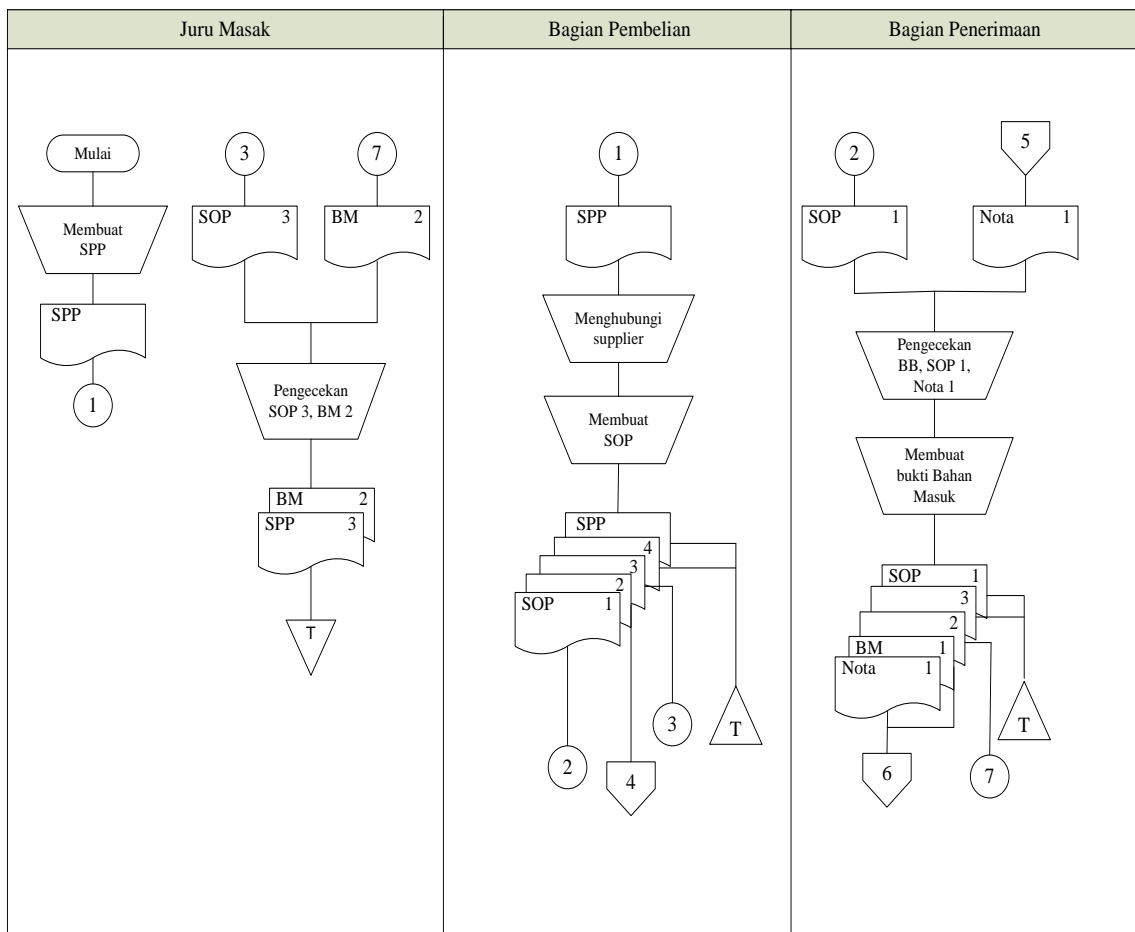 Juru Masak
Bagian Pembelian
Bagian Penerimaan
Mulai
Membuat
SPP
SPP
1
3
SOP 3
7
BM 2
Pengecekan
SOP 3, BM 2
BM 2
SPP 3
T
1
SPP
Menghubungi
supplier
Membuat
SOP
SPP
4
3
2
SOP 1
2
4
3
T
2
SOP 1
5
Nota 1
Pengecekan
BB, SOP 1,
Nota 1
Membuat
bukti Bahan
Masuk
SOP 1
3
2
BM 1
Nota 1
6
7
T